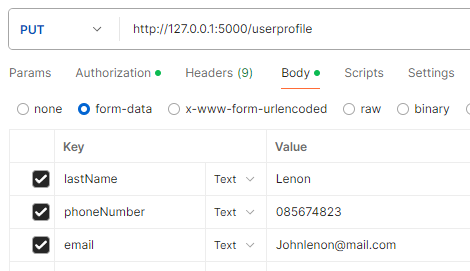 PUT http://127.0.0.1:5000/userprofile
Params Authorization Headers (9) Body Scripts Settings
none form-data x-www-form-urlencoded raw binary
Key Value
lastName Text Lenon
phoneNumber Text 085674823
email Text Johnlenon@mail.com